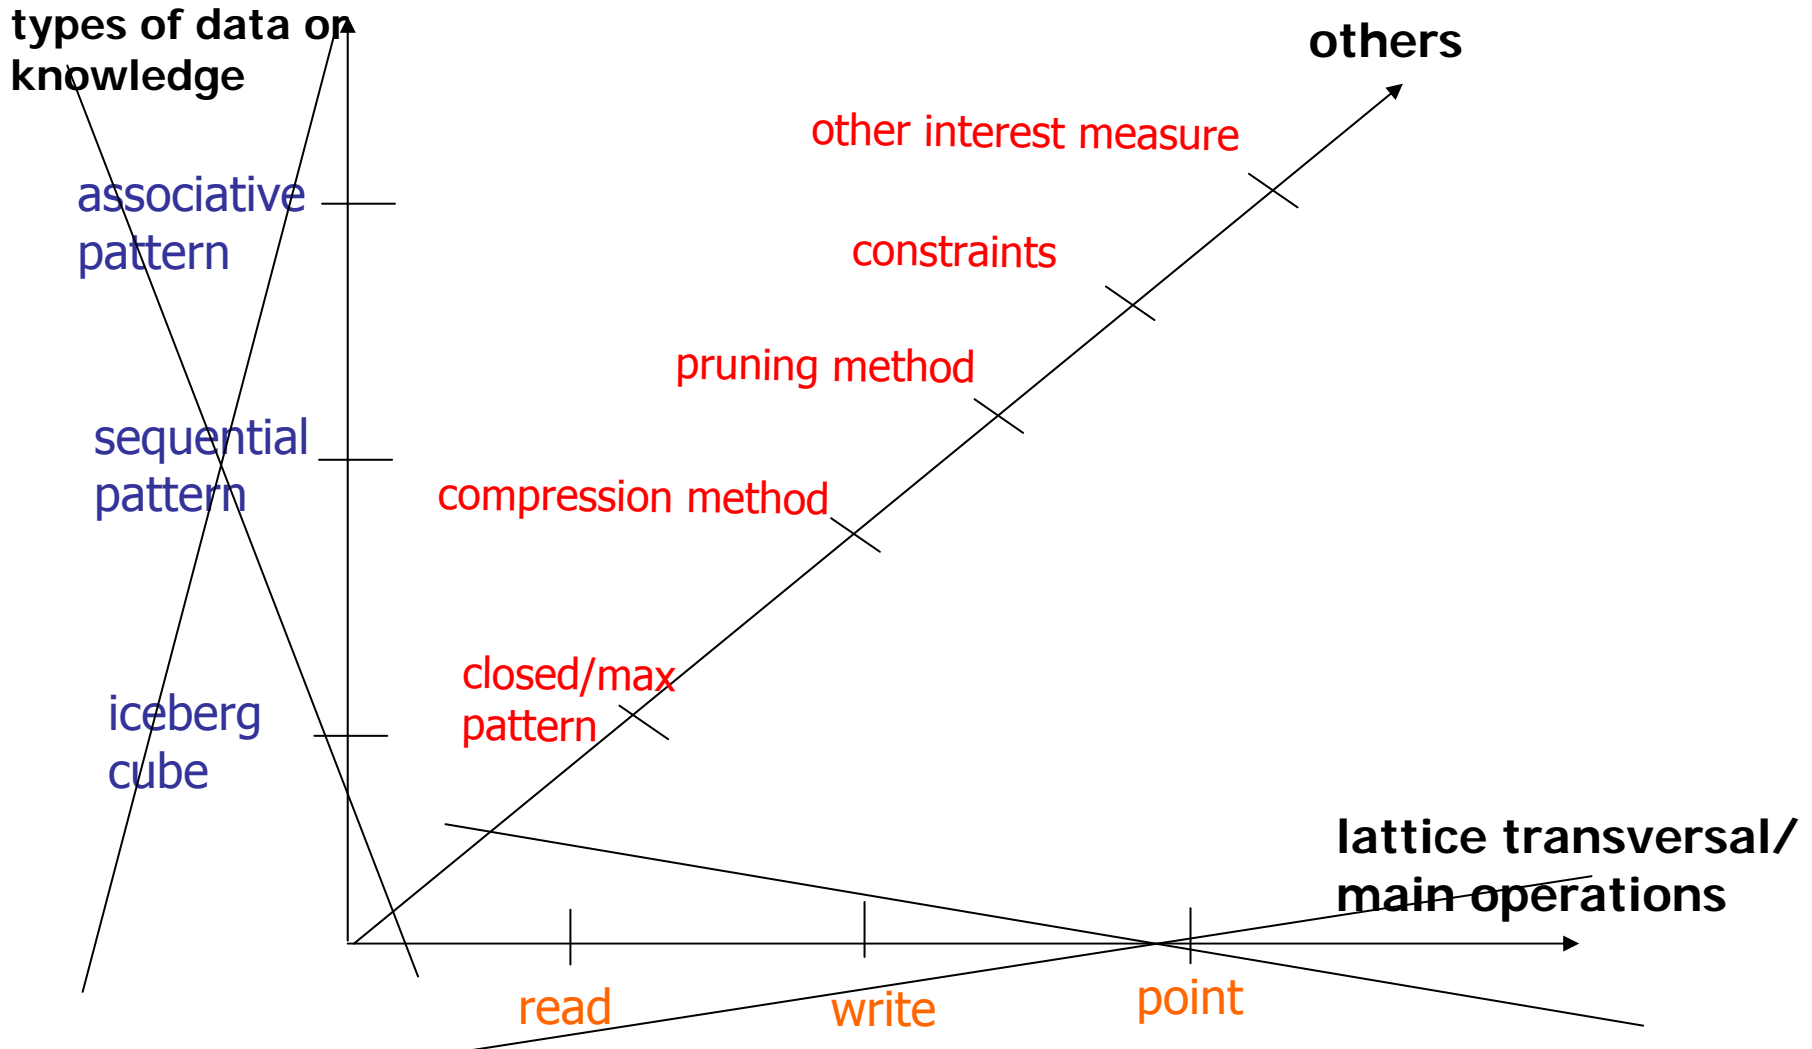 types of data or
knowledge
others
other interest measure
associative
pattern
constraints
pruning method
sequential
pattern
compression method
closed/max
pattern
iceberg
cube
lattice transversal/
main operations
read
write
point